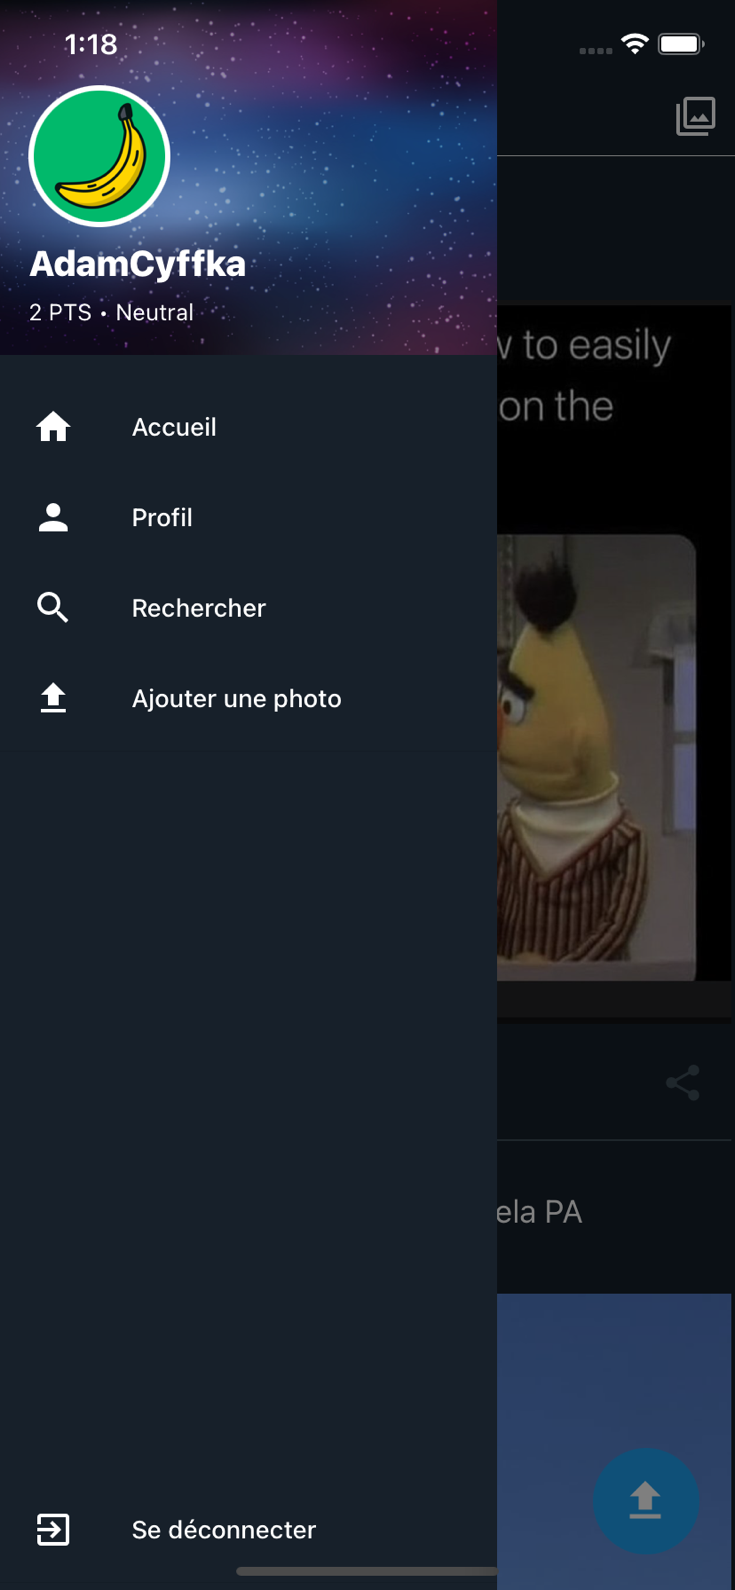 1:18
AdamCyffka
2 PTS • Neutral
to easily
on the
Accueil
Profil
Rechercher
Ajouter une photo
ela PA
Se déconnecter